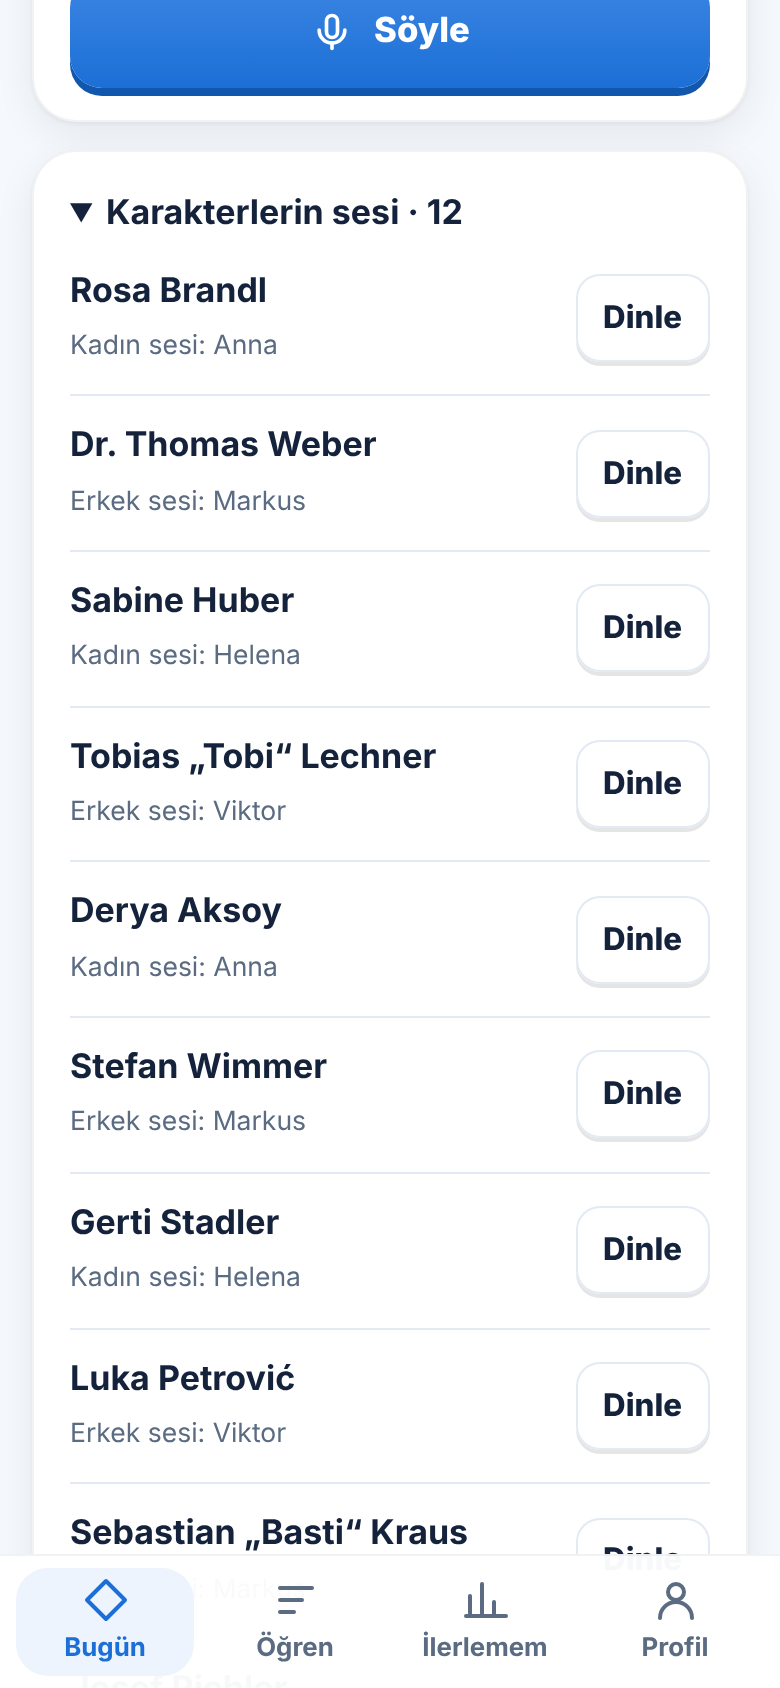 Söyle
▼ Karakterlerin sesi · 12
Rosa Brandl
Kadın sesi: Anna
Dinle
Dr. Thomas Weber
Erkek sesi: Markus
Dinle
Sabine Huber
Kadın sesi: Helena
Dinle
Tobias „Tobi“ Lechner
Erkek sesi: Viktor
Dinle
Derya Aksoy
Kadın sesi: Anna
Dinle
Stefan Wimmer
Erkek sesi: Markus
Dinle
Gerti Stadler
Kadın sesi: Helena
Dinle
Luka Petrović
Erkek sesi: Viktor
Dinle
Sebastian „Basti“ Kraus
Dinle
Bugün
Öğren
İlerlemem
Profil